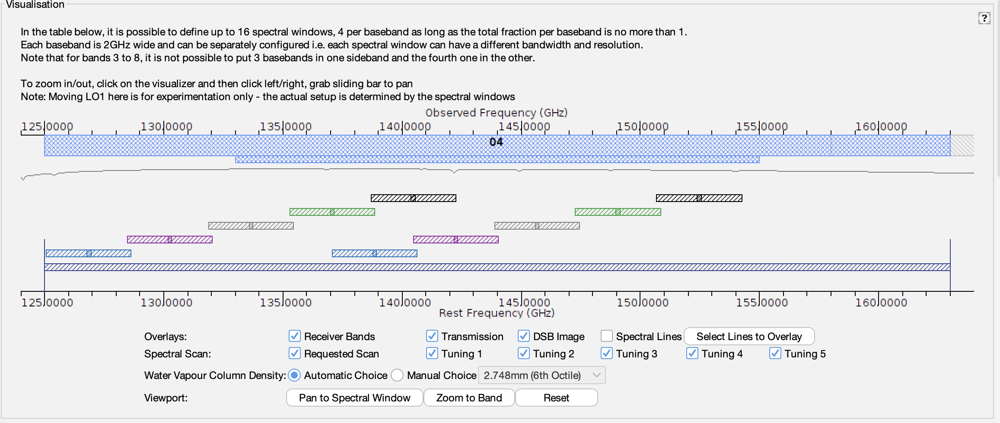 Visualisation
?
In the table below, it is possible to define up to 16 spectral windows, 4 per baseband as long as the total fraction per baseband is no more than 1.
Each baseband is 2GHz wide and can be separately configured i.e. each spectral window can have a different bandwidth and resolution.
Note that for bands 3 to 8, it is not possible to put 3 basebands in one sideband and the fourth one in the other.
To zoom in/out, click on the visualizer and then click left/right, grab sliding bar to pan
Note: Moving LO1 here is for experimentation only - the actual setup is determined by the spectral windows
Observed Frequency (GHz)
125.0000 130.0000 135.0000 140.0000 145.0000 150.0000 155.0000 160.0000
04
125.0000 130.0000 135.0000 140.0000 145.0000 150.0000 155.0000 160.0000
Rest Frequency (GHz)
Overlays: Receiver Bands Transmission DSB Image Spectral Lines Select Lines to Overlay
Spectral Scan: Requested Scan Tuning 1 Tuning 2 Tuning 3 Tuning 4 Tuning 5
Water Vapour Column Density: Automatic Choice Manual Choice 2.748mm (6th Octile)
Viewport: Pan to Spectral Window Zoom to Band Reset